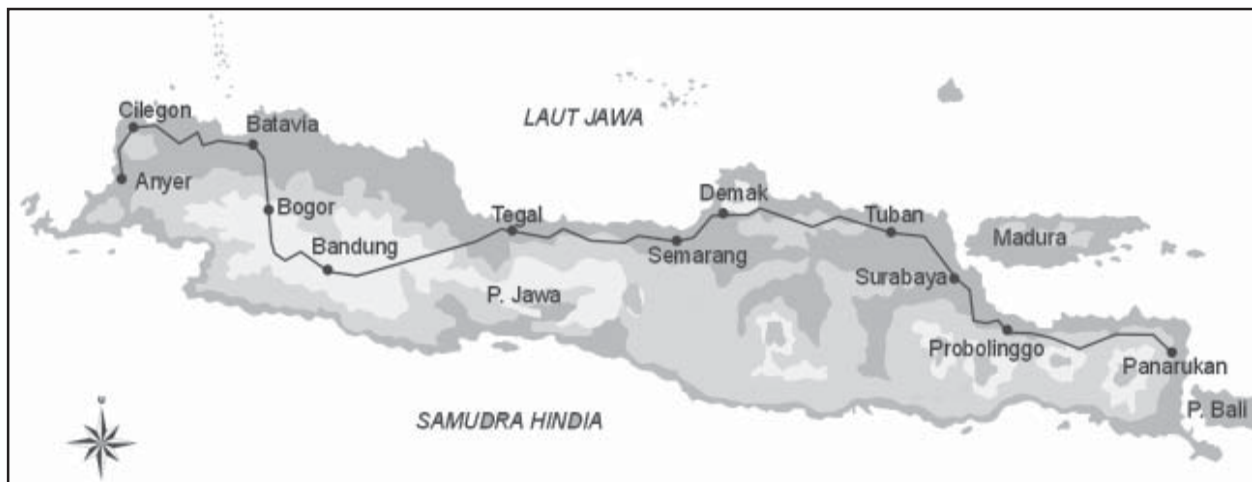 Cilegon
Batavia
LAUT JAWA
Anyer
Bogor
Bandung
Tegal
Demak
Tuban
Semarang
Madura
P. Jawa
Surabaya
Probolinggo
Panarukan
P. Bali
SAMUDRA HINDIA